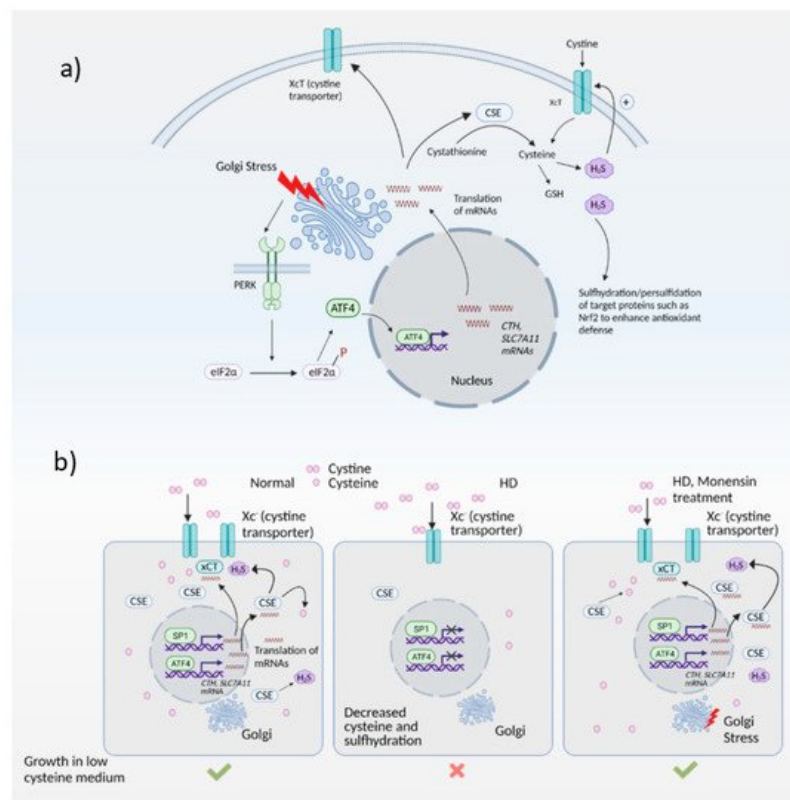 a)
Cystine
XcT (cystine
transporter)
XcT
+
CSE
Cystathionine
Cysteine
H₂S
GSH
H₂S
Golgi Stress
Translation
of mRNAs
PERK
Sulfhydration/persulfidation
of target proteins such as
Nrf2 to enhance antioxidant
defense
ATF4
ATF4
CTH,
SLC7A11
mRNAs
P
eIF2α
eIF2α
Nucleus
b)
Cystine
Cysteine
Normal
Xc⁻ (cystine
transporter)
xCT
H₂S
CSE
CSE
CSE
SP1
ATF4
Translation of
mRNAs
CTH, SLC7A11
mRNA
CSE
H₂S
Golgi
HD
Xc⁻ (cystine
transporter)
CSE
SP1
ATF4
Decreased
cysteine and
sulfhydration
Golgi
HD, Monensin
treatment
Xc⁻ (cystine
transporter)
xCT
H₂S
CSE
CSE
CSE
SP1
ATF4
CSE
CTH, SLC7A11
mRNA
H₂S
Golgi
Stress
Growth in low
cysteine medium